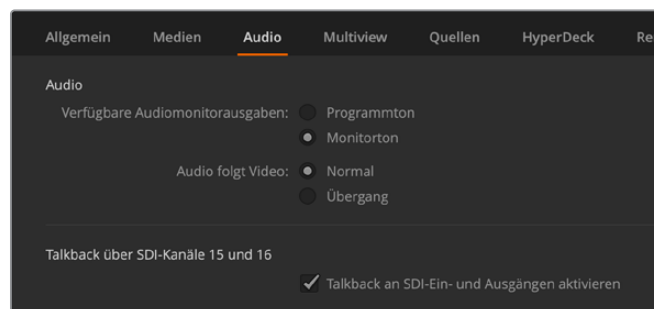 Allgemein Medien Audio Multiview Quellen HyperDeck Re
Audio
Verfügbare Audiomonitorausgaben: Programmton
Monitorton
Audio folgt Video: Normal
Übergang
Talkback über SDI-Kanäle 15 und 16
Talkback an SDI-Ein- und Ausgängen aktivieren